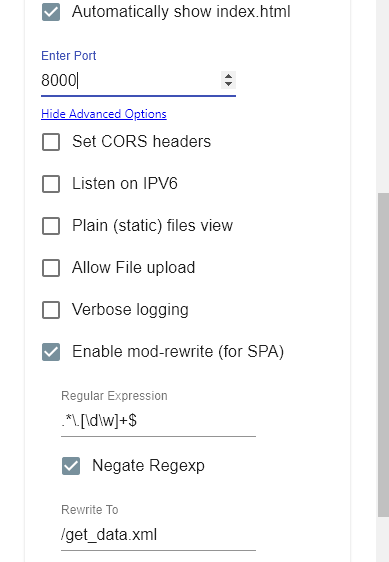 Automatically show index.html
Enter Port
8000
Hide Advanced Options
Set CORS headers
Listen on IPV6
Plain (static) files view
Allow File upload
Verbose logging
Enable mod-rewrite (for SPA)
Regular Expression
.*\.[\d\w]+$
Negate Regexp
Rewrite To
/get_data.xml